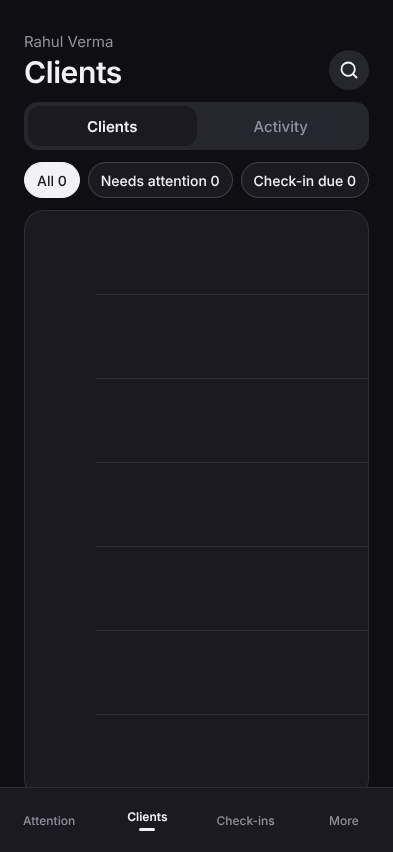 Rahul Verma
Clients
Clients Activity
All 0 Needs attention 0 Check-in due 0
Attention Clients Check-ins More